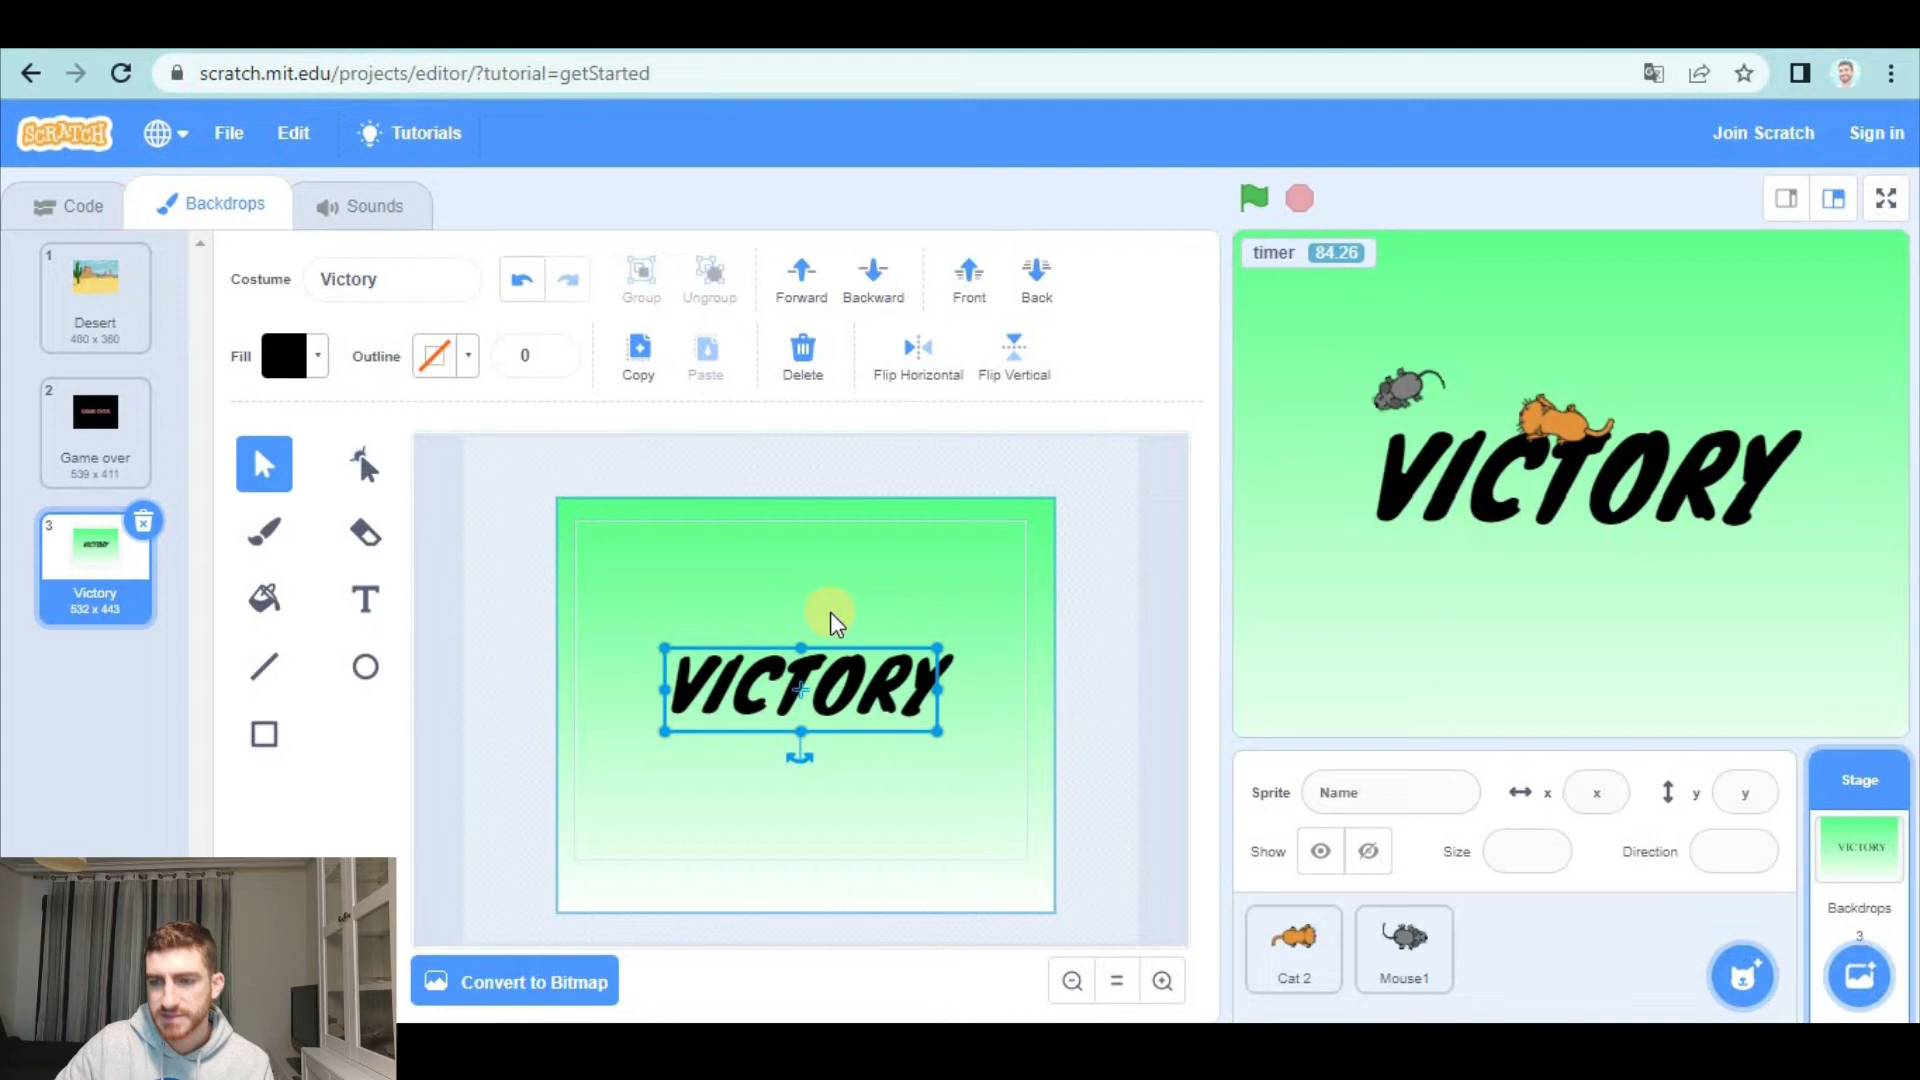 scratch.mit.edu/projects/editor/?tutorial=getStarted
SCRATCH File Edit Tutorials Join Scratch Sign in
Code Backdrops Sounds
Costume Victory Group Ungroup Forward Backward Front Back
Fill Outline 0 Copy Paste Delete Flip Horizontal Flip Vertical
1
Desert
480 x 360
2
GAME OVER
Game over
539 x 411
3
VICTORY
Victory
532 x 443
VICTORY
Convert to Bitmap
timer 84.26
VICTORY
Sprite Name x x y y
Show Size Direction
Cat 2 Mouse1
Stage
VICTORY
Backdrops
3